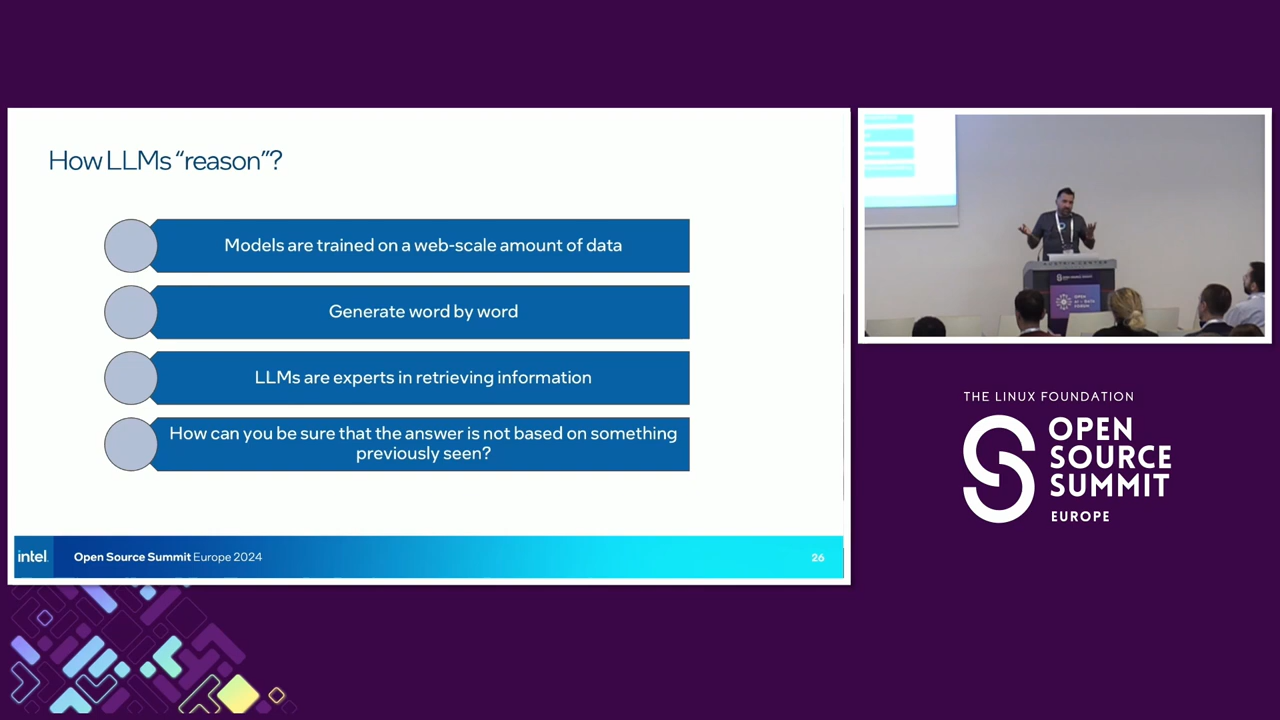 How LLMs “reason”?
Models are trained on a web-scale amount of data
Generate word by word
LLMs are experts in retrieving information
How can you be sure that the answer is not based on something
previously seen?
intel.
Open Source Summit Europe 2024
26
AUSTRIA CENTER
THE LINUX FOUNDATION
OPEN
SOURCE
SUMMIT
EUROPE